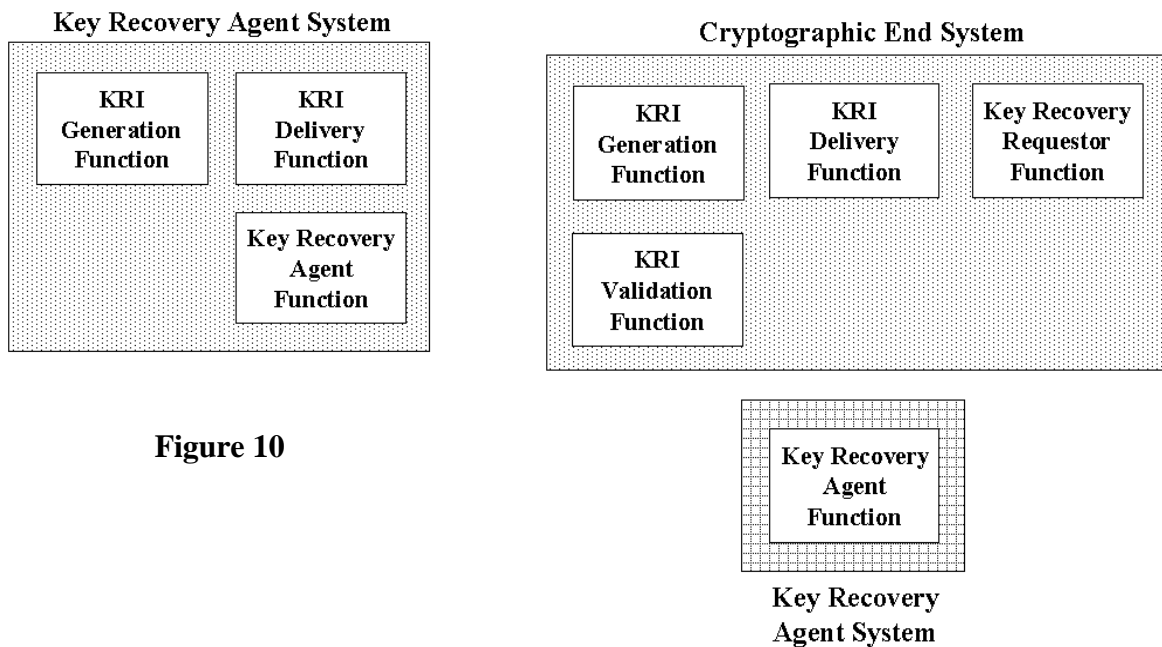 Key Recovery Agent System
KRI
Generation
Function
KRI
Delivery
Function
Key Recovery
Agent
Function
Figure 10
Cryptographic End System
KRI
Generation
Function
KRI
Delivery
Function
Key Recovery
Requestor
Function
KRI
Validation
Function
Key Recovery
Agent
Function
Key Recovery
Agent System